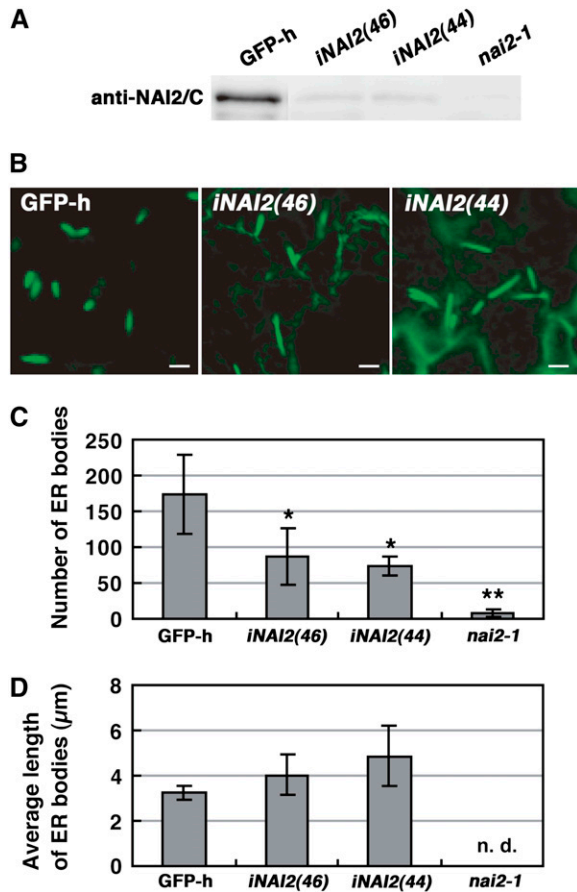 A
GFP-h iNAI2(46) iNAI2(44) nai2-1
anti-NAI2/C
B
GFP-h iNAI2(46) iNAI2(44)
C
Number of ER bodies
250
200
150
100
50
0
* * **
GFP-h iNAI2(46) iNAI2(44) nai2-1
D
Average length
of ER bodies (μm)
8
6
4
2
0
n. d.
GFP-h iNAI2(46) iNAI2(44) nai2-1